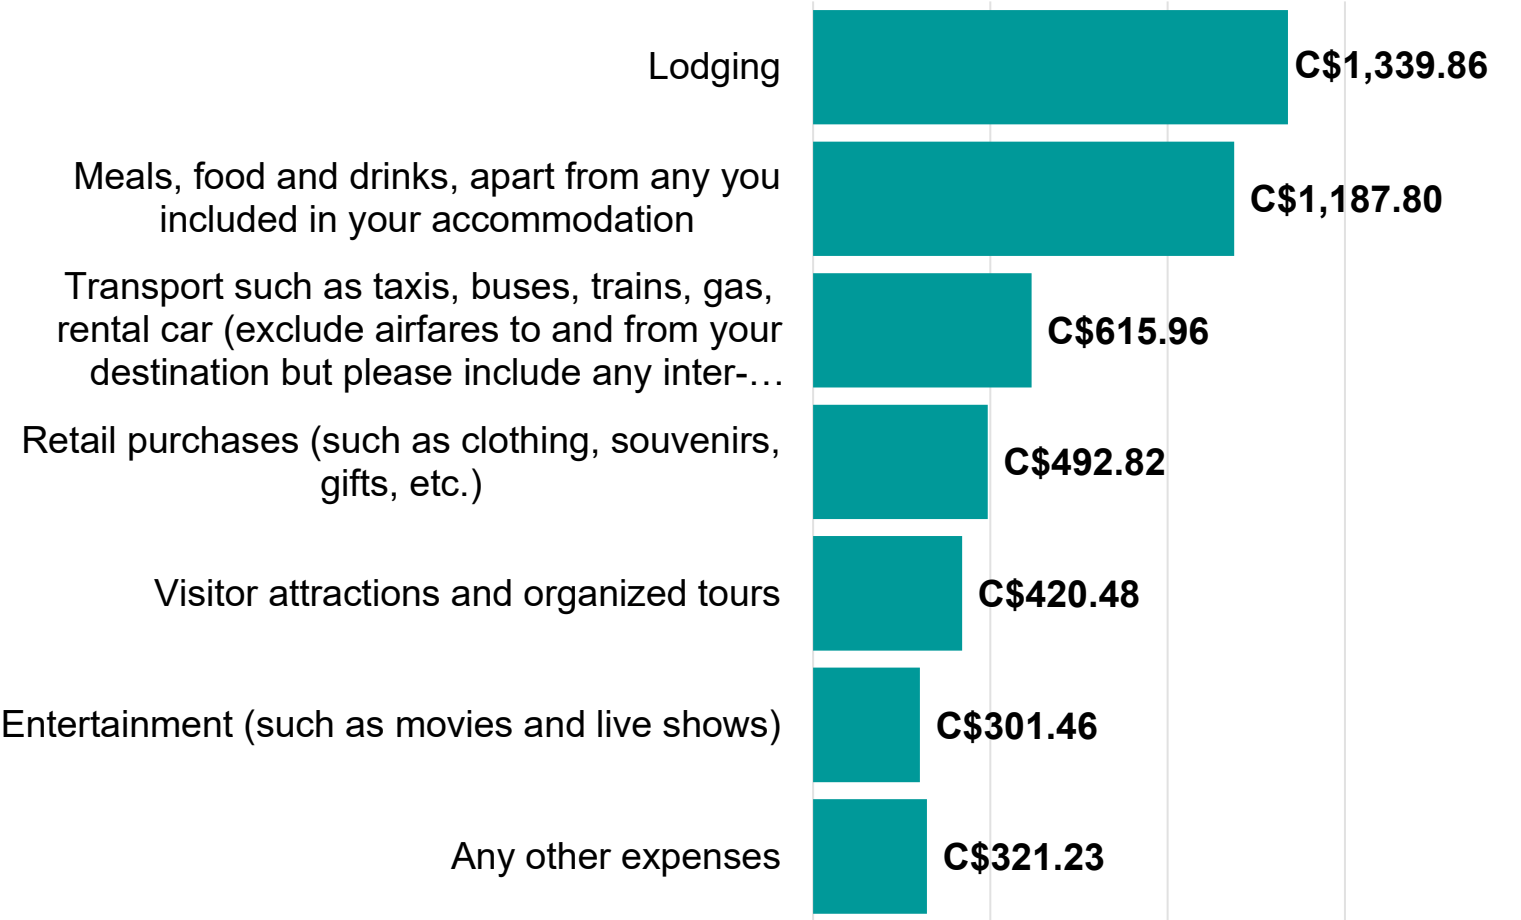 Lodging
C$1,339.86
Meals, food and drinks, apart from any you
included in your accommodation
C$1,187.80
Transport such as taxis, buses, trains, gas,
rental car (exclude airfares to and from your
destination but please include any inter-…
C$615.96
Retail purchases (such as clothing, souvenirs,
gifts, etc.)
C$492.82
Visitor attractions and organized tours
C$420.48
Entertainment (such as movies and live shows)
C$301.46
Any other expenses
C$321.23